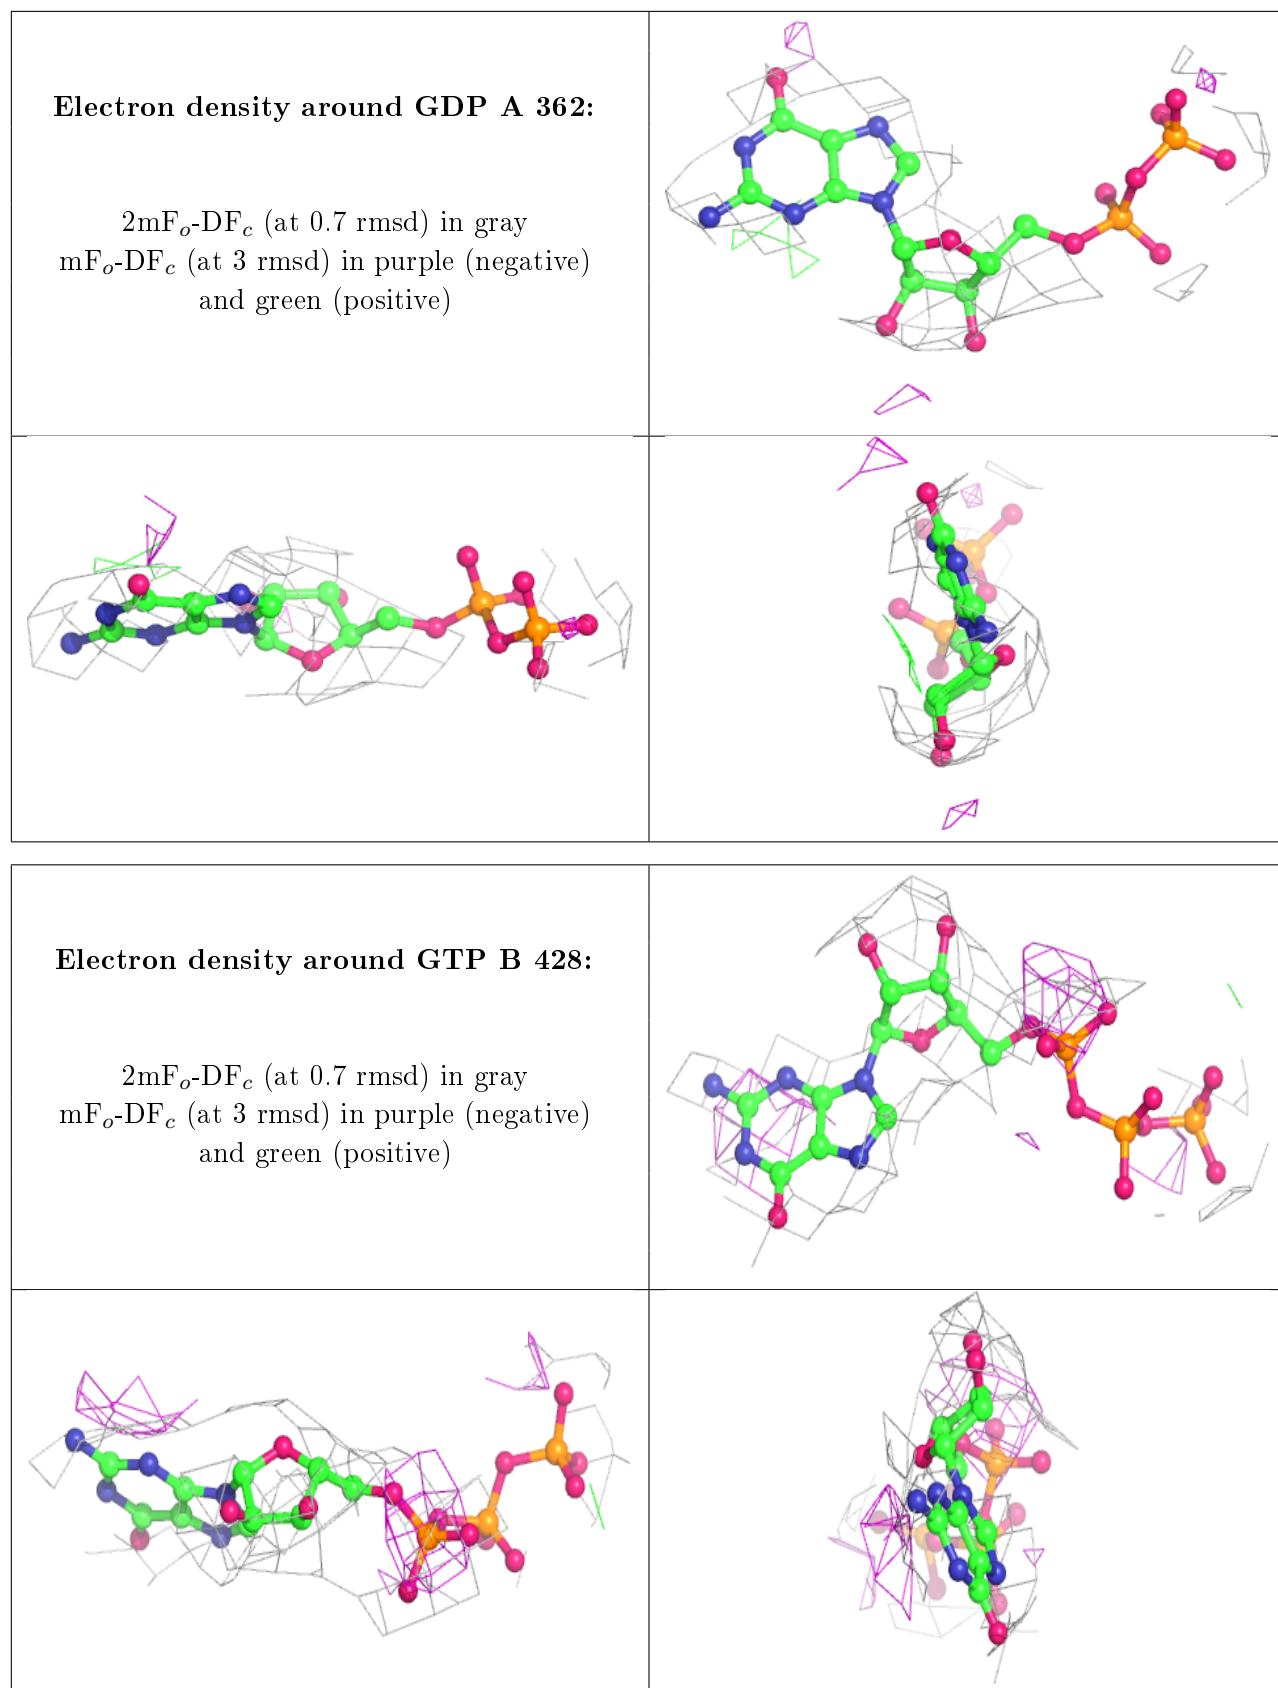 Electron density around GDP A 362:
2mFo-DFc (at 0.7 rmsd) in gray
mFo-DFc (at 3 rmsd) in purple (negative)
and green (positive)
Electron density around GTP B 428:
2mFo-DFc (at 0.7 rmsd) in gray
mFo-DFc (at 3 rmsd) in purple (negative)
and green (positive)